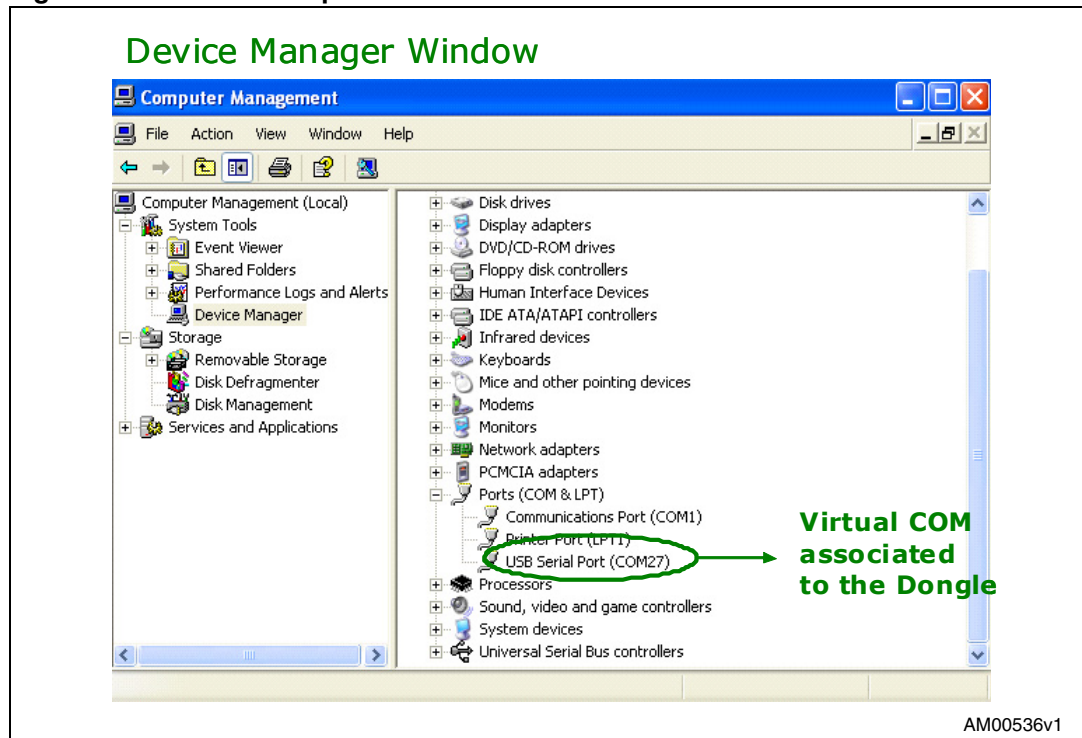 Device Manager Window
Computer Management
File Action View Window Help
Computer Management (Local)
System Tools
Event Viewer
Shared Folders
Performance Logs and Alerts
Device Manager
Storage
Removable Storage
Disk Defragmenter
Disk Management
Services and Applications
Disk drives
Display adapters
DVD/CD-ROM drives
Floppy disk controllers
Human Interface Devices
IDE ATA/ATAPI controllers
Infrared devices
Keyboards
Mice and other pointing devices
Modems
Monitors
Network adapters
PCMCIA adapters
Ports (COM & LPT)
Communications Port (COM1)
Printer Port (LPT1)
USB Serial Port (COM27)
Processors
Sound, video and game controllers
System devices
Universal Serial Bus controllers
Virtual COM
associated
to the Dongle
AM00536v1